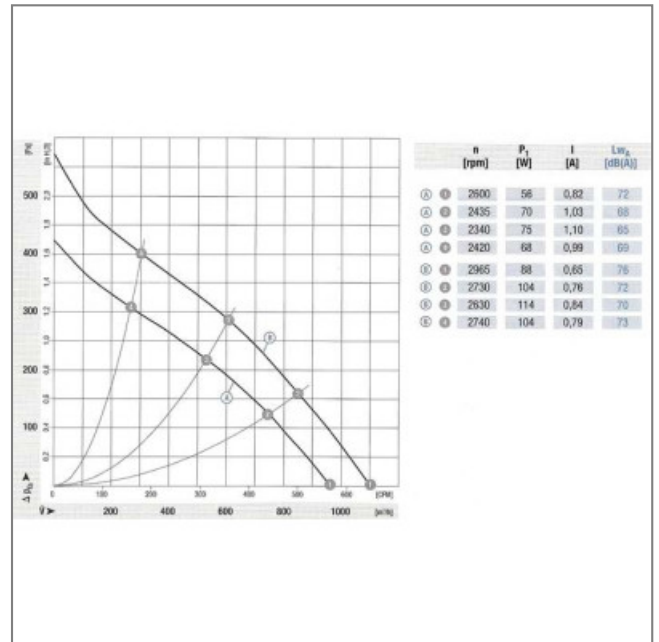 [Pa]
[in H2O]
500
400
300
200
100
2,2
1,8
1,6
1,4
1,2
1,0
0,8
0,6
0,4
0,2
A
B
0 100 200 300 400 500 600 [CFM]
200 400 600 800 1000 [m³/h]
n P1 I LwA
[rpm] [W] [A] [dB(A)]
A 1 2600 56 0,82 72
A 2 2435 70 1,03 68
A 3 2340 75 1,10 65
A 4 2420 68 0,99 69
B 1 2965 88 0,65 76
B 2 2730 104 0,76 72
B 3 2630 114 0,84 70
B 4 2740 104 0,79 73